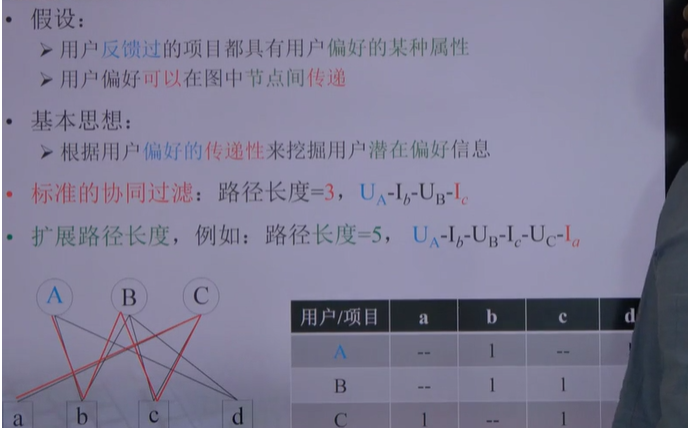 • 假设：
➢ 用户反馈过的项目都具有用户偏好的某种属性
➢ 用户偏好可以在图中节点间传递
• 基本思想：
➢ 根据用户偏好的传递性来挖掘用户潜在偏好信息
• 标准的协同过滤：路径长度=3，U_A-I_b-U_B-I_c
• 扩展路径长度，例如：路径长度=5， U_A-I_b-U_B-I_c-U_C-I_a
A B C
a b c d
用户/项目 a b c d
A -- 1 --
B -- 1 1
C 1 -- 1